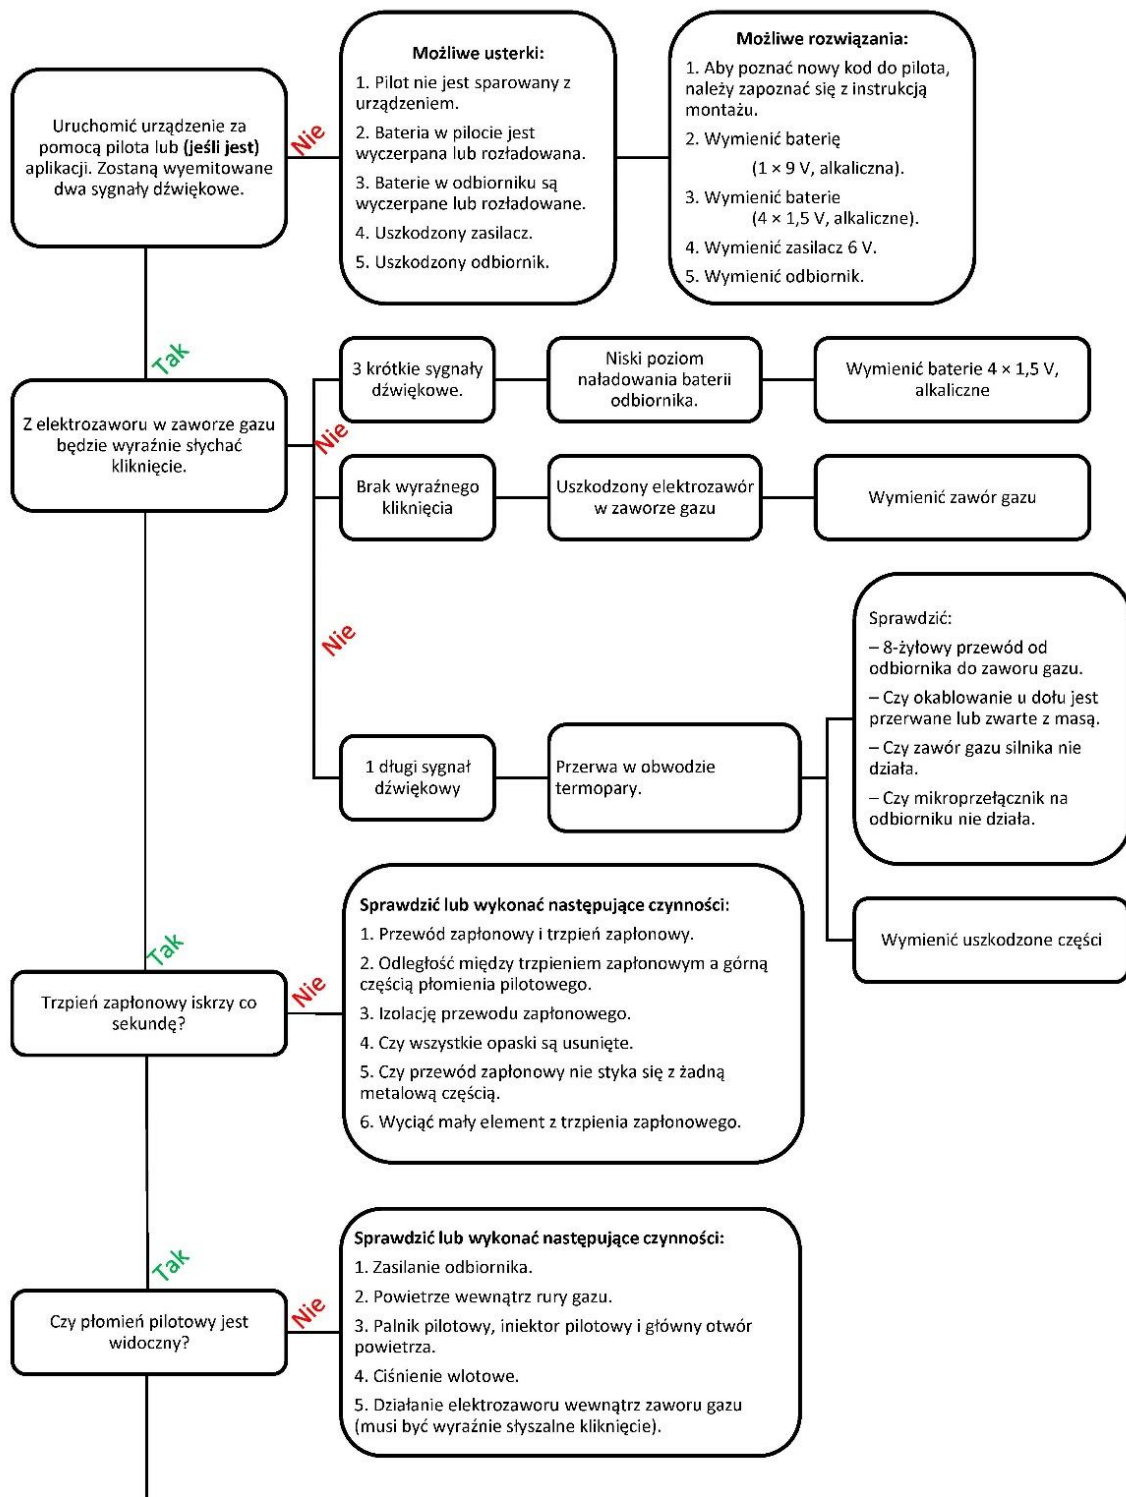 Uruchomić urządzenie za
pomocą pilota lub (jeśli jest)
aplikacji. Zostaną wyemitowane
dwa sygnały dźwiękowe.
Nie
Możliwe usterki:
1. Pilot nie jest sparowany z
urządzeniem.
2. Bateria w pilocie jest
wyczerpana lub rozładowana.
3. Baterie w odbiorniku są
wyczerpane lub rozładowane.
4. Uszkodzony zasilacz.
5. Uszkodzony odbiornik.
Możliwe rozwiązania:
1. Aby poznać nowy kod do pilota,
należy zapoznać się z instrukcją
montażu.
2. Wymienić baterię
(1 × 9 V, alkaliczna).
3. Wymienić baterie
(4 × 1,5 V, alkaliczne).
4. Wymienić zasilacz 6 V.
5. Wymienić odbiornik.
Tak
Z elektrozaworu w zaworze gazu
będzie wyraźnie słychać
kliknięcie.
Nie
3 krótkie sygnały
dźwiękowe.
Niski poziom
naładowania baterii
odbiornika.
Wymienić baterie 4 × 1,5 V,
alkaliczne
Brak wyraźnego
kliknięcia
Uszkodzony elektrozawór
w zaworze gazu
Wymienić zawór gazu
Nie
1 długi sygnał
dźwiękowy
Przerwa w obwodzie
termopary.
Sprawdzić:
– 8-żyłowy przewód od
odbiornika do zaworu gazu.
– Czy okablowanie u dołu jest
przerwane lub zwarte z masą.
– Czy zawór gazu silnika nie
działa.
– Czy mikroprzełącznik na
odbiorniku nie działa.
Wymienić uszkodzone części
Tak
Trzpień zapłonowy iskrzy co
sekundę?
Nie
Sprawdzić lub wykonać następujące czynności:
1. Przewód zapłonowy i trzpień zapłonowy.
2. Odległość między trzpieniem zapłonowym a górną
częścią płomienia pilotowego.
3. Izolację przewodu zapłonowego.
4. Czy wszystkie opaski są usunięte.
5. Czy przewód zapłonowy nie styka się z żadną
metalową częścią.
6. Wyciąć mały element z trzpienia zapłonowego.
Tak
Czy płomień pilotowy jest
widoczny?
Nie
Sprawdzić lub wykonać następujące czynności:
1. Zasilanie odbiornika.
2. Powietrze wewnątrz rury gazu.
3. Palnik pilotowy, iniektor pilotowy i główny otwór
powietrza.
4. Ciśnienie wlotowe.
5. Działanie elektrozaworu wewnątrz zaworu gazu
(musi być wyraźnie słyszalne kliknięcie).